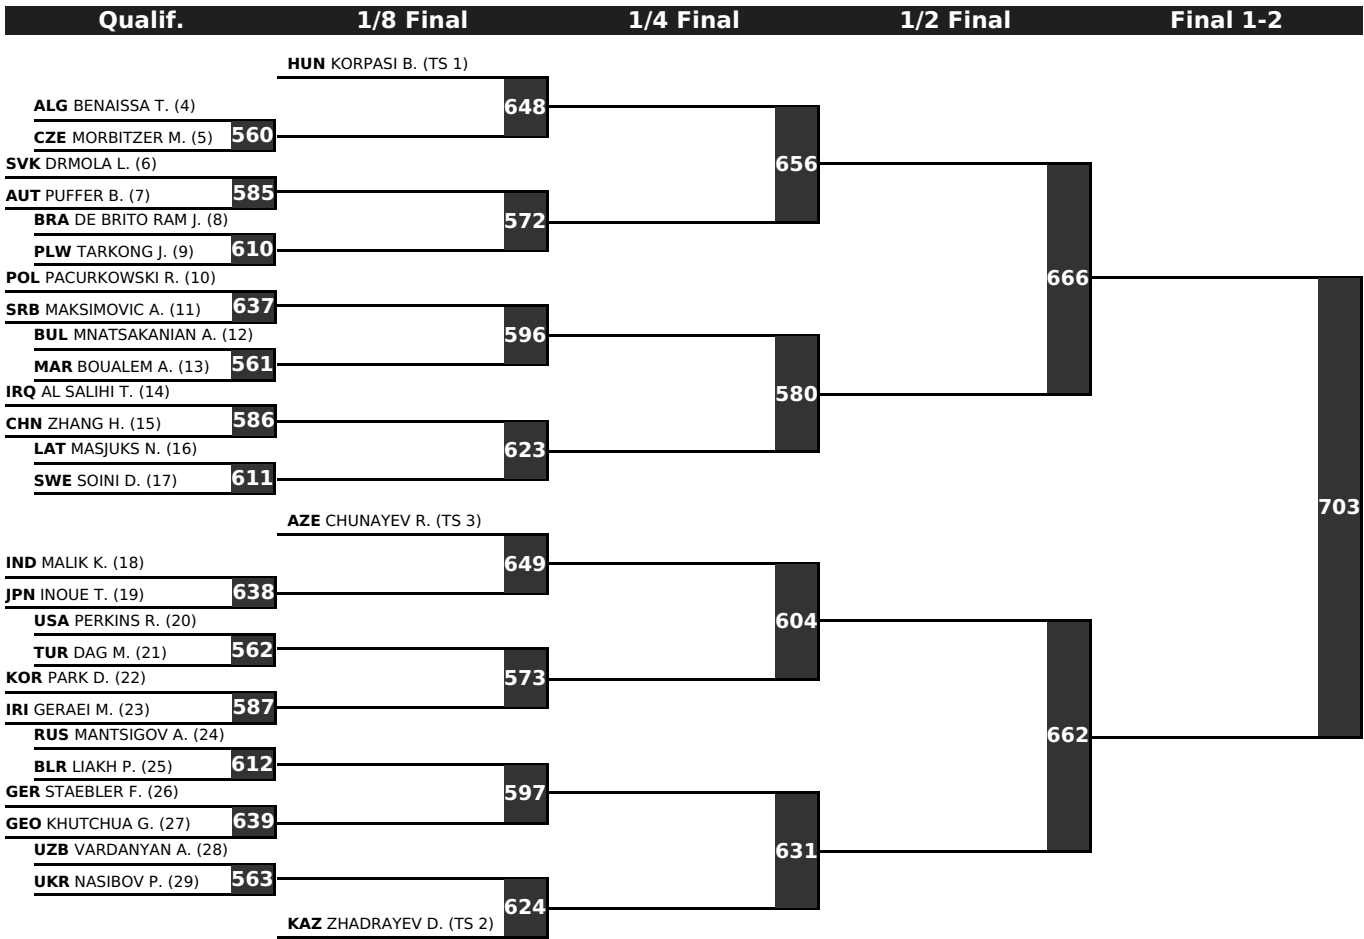 Qualif. 1/8 Final 1/4 Final 1/2 Final Final 1-2
HUN KORPASI B. (TS 1)
648
ALG BENAISSA T. (4)
CZE MORBITZER M. (5) 560
656
SVK DRMOLA L. (6)
AUT PUFFER B. (7) 585
572
BRA DE BRITO RAM J. (8)
PLW TARKONG J. (9) 610
666
POL PACURKOWSKI R. (10)
SRB MAKSIMOVIC A. (11) 637
596
BUL MNATSAKANIAN A. (12)
MAR BOUALEM A. (13) 561
580
IRQ AL SALIHI T. (14)
CHN ZHANG H. (15) 586
623
LAT MASJUKS N. (16)
SWE SOINI D. (17) 611
703
AZE CHUNAYEV R. (TS 3)
649
IND MALIK K. (18)
JPN INOUE T. (19) 638
604
USA PERKINS R. (20)
TUR DAG M. (21) 562
573
KOR PARK D. (22)
IRI GERAEI M. (23) 587
662
RUS MANTSIGOV A. (24)
BLR LIAKH P. (25) 612
597
GER STAEBLER F. (26)
GEO KHUTCHUA G. (27) 639
631
UZB VARDANYAN A. (28)
UKR NASIBOV P. (29) 563
624
KAZ ZHADRAYEV D. (TS 2)